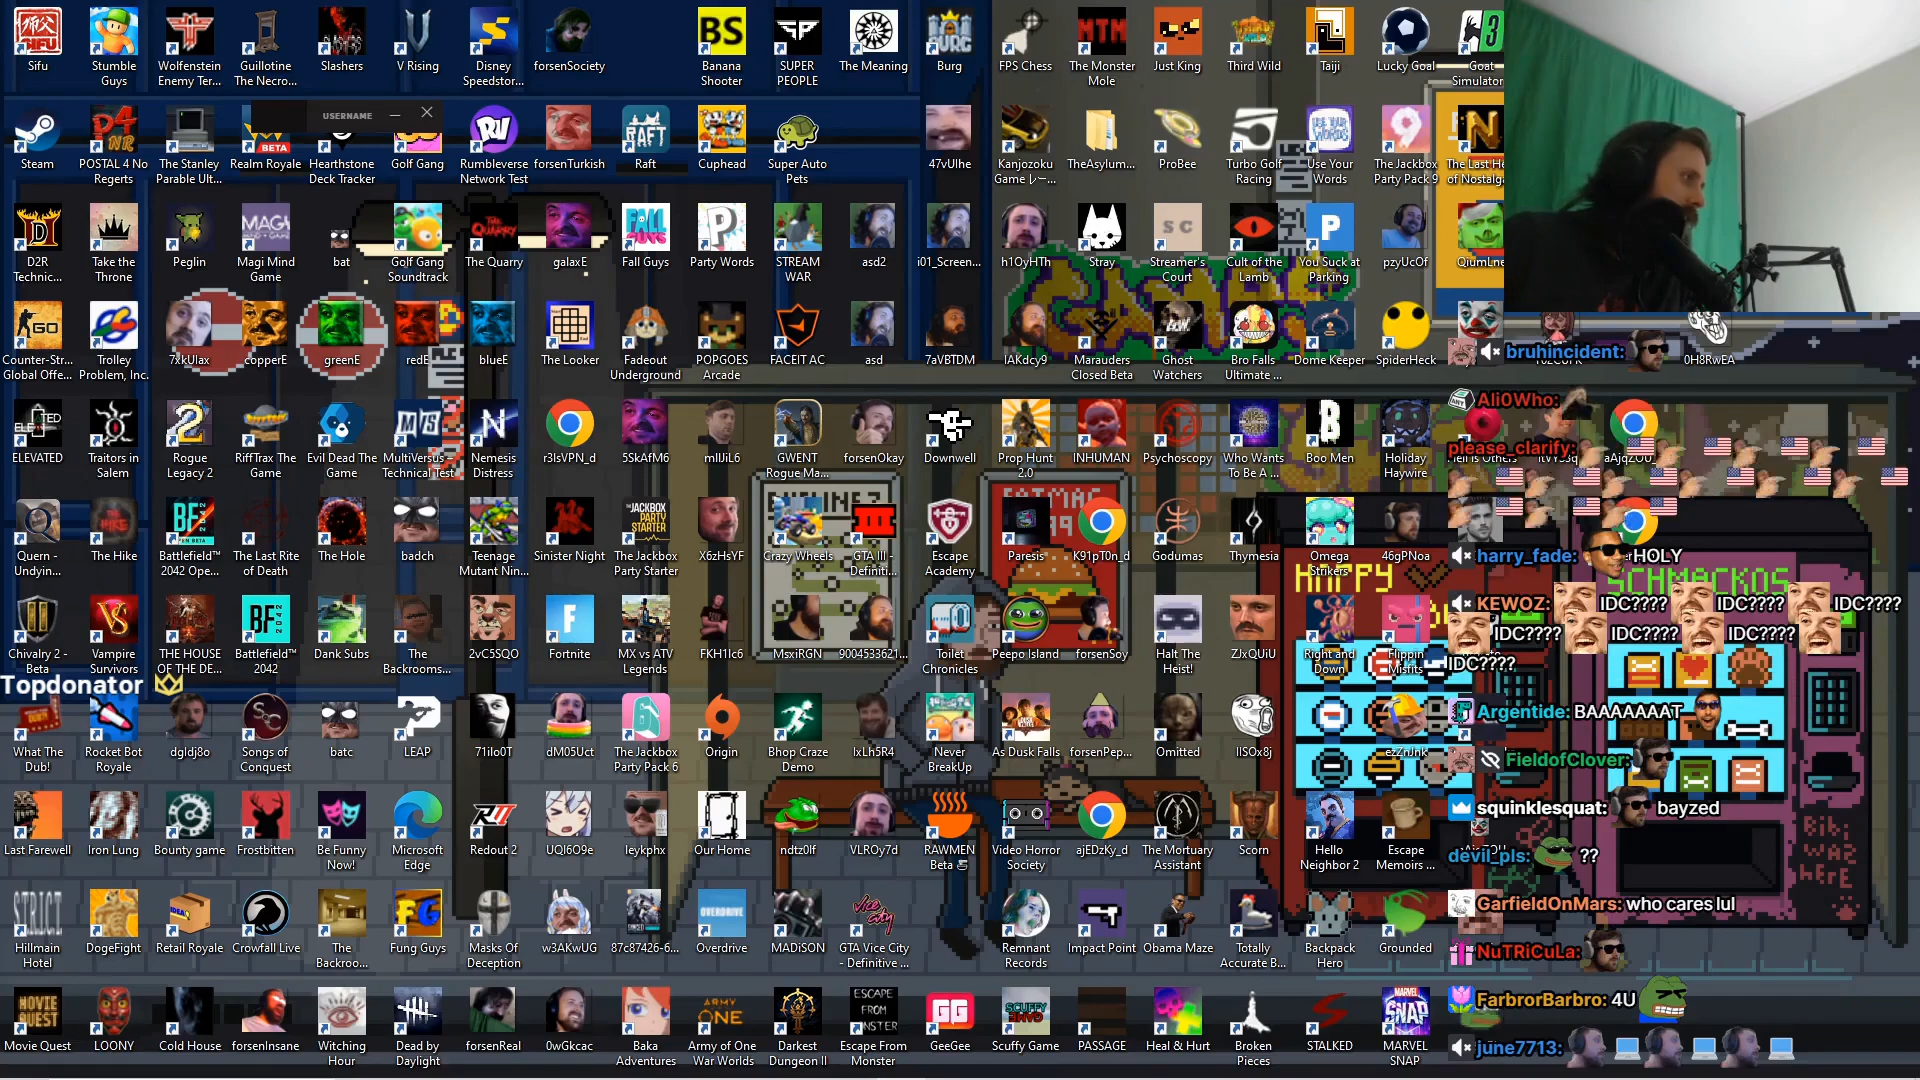 Sifu
Stumble Guys
Wolfenstein Enemy Ter...
Guillotine The Necro...
Slashers
V Rising
Disney Speedstor...
forsenSociety
Banana Shooter
SUPER PEOPLE
The Meaning
Burg
FPS Chess
The Monster Mole
Just King
Third Wild
Taiji
Lucky Goal
Goat Simulator
USERNAME
Steam
POSTAL 4 No Regerts
The Stanley Parable Ult...
Realm Royale
Hearthstone Deck Tracker
Golf Gang
Rumbleverse Network Test
forsenTurkish
Raft
Cuphead
Super Auto Pets
47vUlhe
Kanjozoku Game レー...
TheAsylum...
ProBee
Turbo Golf Racing
Use Your Words
The Jackbox Party Pack 9
The Last He
of Nostalga
D2R Technic...
Take the Throne
Peglin
Magi Mind Game
bat
Golf Gang Soundtrack
The Quarry
galaxE
Fall Guys
Party Words
STREAM WAR
asd2
i01_Screen...
h1OyHTh
Stray
Streamer's Court
Cult of the Lamb
You Suck at Parking
pzyUcOf
Counter-Str... Global Offe...
Trolley Problem, Inc.
7xkUlax
copperE
greenE
redE
blueE
The Looker
Fadeout Underground
POPGOES Arcade
FACEIT AC
asd
7aVBTDM
lAKdcy9
Marauders Closed Beta
Ghost Watchers
Bro Falls Ultimate ...
Dome Keeper
SpiderHeck
0H8RwEA
bruhincident:
Ali0Who:
please_clarify:
ELEVATED
Traitors in Salem
Rogue Legacy 2
RiffTrax The Game
Evil Dead The Game
MultiVersus Technical Test
Nemesis Distress
r3IsVPN_d
5SkAfM6
mIUiL6
GWENT Rogue Ma...
forsenOkay
Downwell
Prop Hunt 2.0
INHUMAN
Psychoscopy
Who Wants To Be A ...
Boo Men
Holiday Haywire
Quern - Undyin...
The Hike
Battlefield™ 2042 Ope...
The Last Rite of Death
The Hole
badch
Teenage Mutant Nin...
Sinister Night
The Jackbox Party Starter
X6zHsYF
Crazy Wheels
GTA III - Definiti...
Escape Academy
Paresis
K91pT0n_d
Godumas
Thymesia
Omega Strikers
46gPNoa
harry_fade: HOLY
HAPPY
SCHMACKOS
KEWOZ: IDC???? IDC???? IDC????
IDC???? IDC????
IDC????
Chivalry 2 - Beta
Vampire Survivors
THE HOUSE OF THE DE...
Battlefield™ 2042
Dank Subs
The Backrooms...
2vC5SQO
Fortnite
MX vs ATV Legends
FKH1Ic6
MsxiRGN
9004533621...
Toilet Chronicles
Peepo Island
forsenSoy
Halt The Heist!
ZJxQUiU
Right and Down
Flippin Misfits
Topdonator
Argentide: BAAAAAAAT
What The Dub!
Rocket Bot Royale
dgldj8o
Songs of Conquest
batc
LEAP
71iIo0T
dM05Uct
The Jackbox Party Pack 6
Origin
Bhop Craze Demo
lxLh5R4
Never BreakUp
As Dusk Falls
forsenPep...
Omitted
IISOx8j
ezZnJnk
FieldofClover:
squinklesquat: bayzed
devil_pls: ??
Last Farewell
Iron Lung
Bounty game
Frostbitten
Be Funny Now!
Microsoft Edge
Redout 2
UQI6O9e
leykphx
Our Home
ndtz0lf
VLROy7d
RAWMEN Beta
Video Horror Society
ajEDzKy_d
The Mortuary Assistant
Scorn
Hello Neighbor 2
Escape Memoirs ...
GarfieldOnMars: who cares lul
NuTRiCuLa:
Hillmain Hotel
DogeFight
Retail Royale
Crowfall Live
The Backroo...
Fung Guys
Masks Of Deception
w3AKwUG
87c87426-6...
Overdrive
MADiSON
GTA Vice City - Definitive ...
Remnant Records
Impact Point
Obama Maze
Totally Accurate B...
Backpack Hero
Grounded
FarbrorBarbro: 4U
june7713:
Movie Quest
LOONY
Cold House
forsenInsane
Witching Hour
Dead by Daylight
forsenReal
0wGkcac
Baka Adventures
Army of One War Worlds
Darkest Dungeon II
Escape From Monster
GeeGee
Scuffy Game
PASSAGE
Heal & Hurt
Broken Pieces
STALKED
MARVEL SNAP